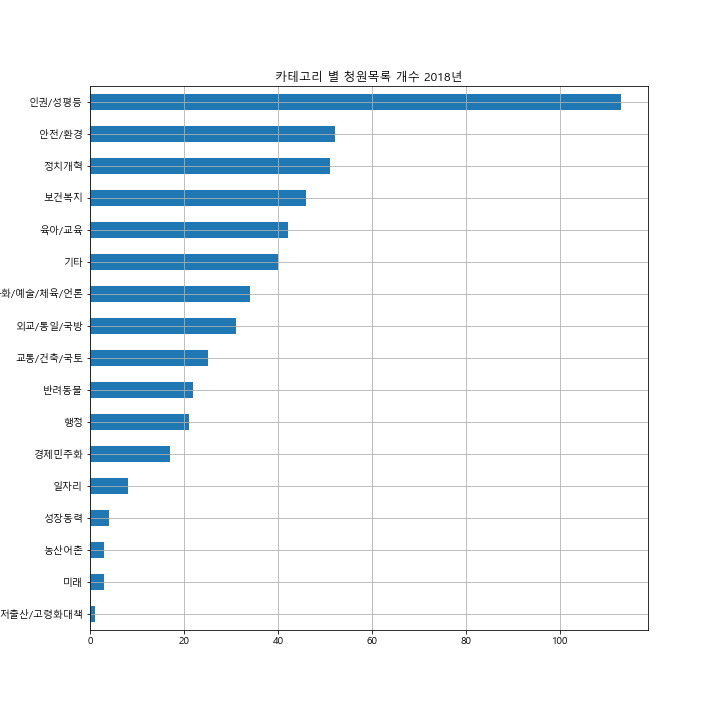 카테고리 별 청원목록 개수 2018년
인권/성평등
안전/환경
정치개혁
보건복지
육아/교육
기타
화/예술/체육/언론
외교/통일/국방
교통/건축/국토
반려동물
행정
경제민주화
일자리
성장동력
농산어촌
미래
저출산/고령화대책
0 20 40 60 80 100